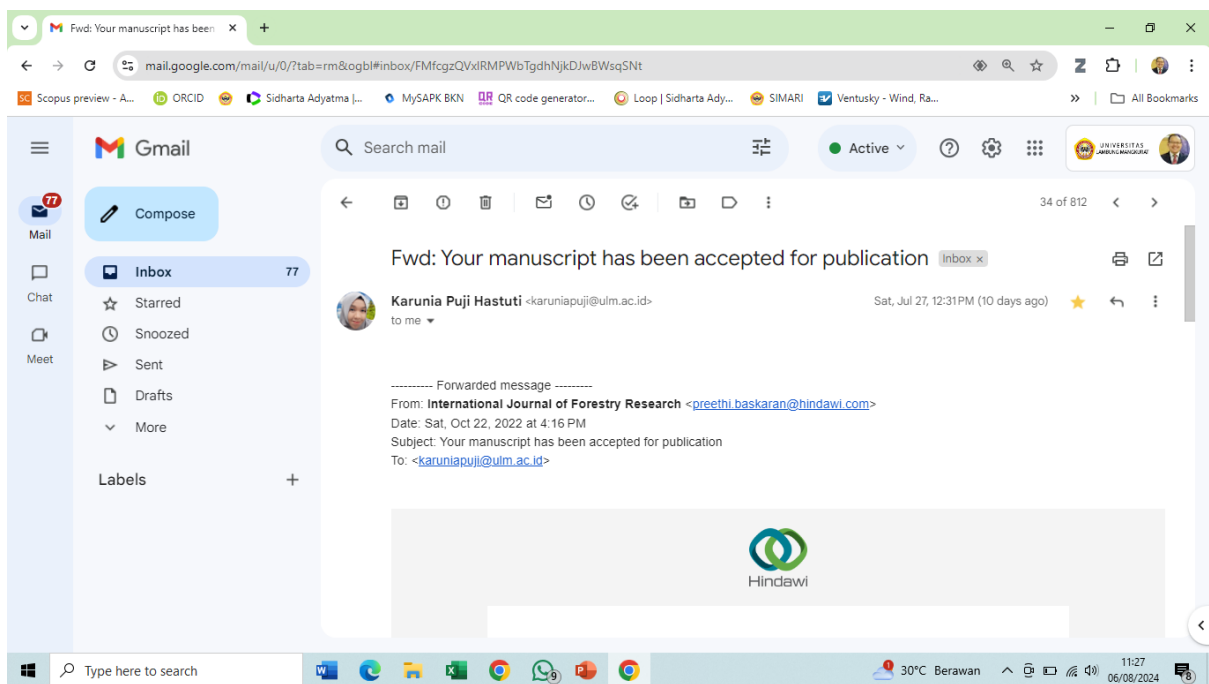 Fwd: Your manuscript has been
mail.google.com/mail/u/0/?tab=rm&ogbl#inbox/FMfcgzQVxlRMPWbTgdhNjkDJwBWsqSNt
Scopus preview - A... ORCID Sidharta Adyatma |... MySAPK BKN QR code generator... Loop | Sidharta Ady... SIMARI Ventusky - Wind, Ra... » All Bookmarks
Gmail Search mail Active UNIVERSITAS
LAMBUNG MANGKURAT
77
Mail
Compose
34 of 812
Fwd: Your manuscript has been accepted for publication Inbox x
Inbox 77
Chat
Starred
Karunia Puji Hastuti <karuniapuji@ulm.ac.id> Sat, Jul 27, 12:31 PM (10 days ago)
to me
Snoozed
Meet
Sent
Drafts
More
Labels +
---------- Forwarded message ---------
From: International Journal of Forestry Research <preethi.baskaran@hindawi.com>
Date: Sat, Oct 22, 2022 at 4:16 PM
Subject: Your manuscript has been accepted for publication
To: <karuniapuji@ulm.ac.id>
Hindawi
Type here to search 9 30°C Berawan 11:27
06/08/2024 8